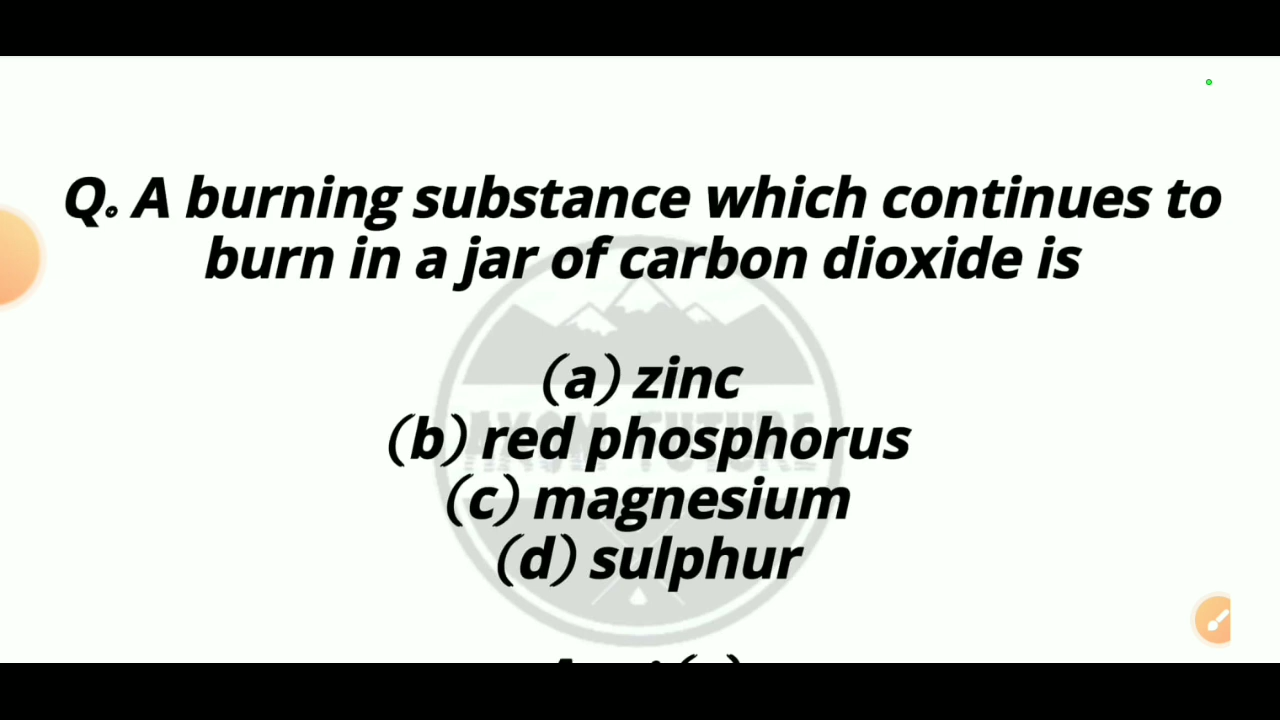 Q. A burning substance which continues to
burn in a jar of carbon dioxide is
(a) zinc
(b) red phosphorus
(c) magnesium
(d) sulphur